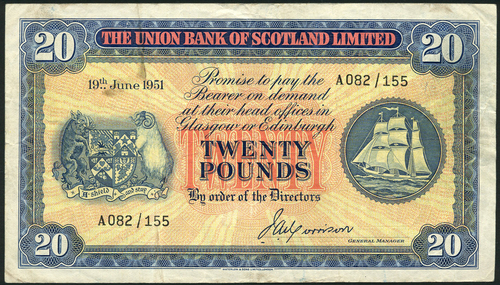 20 THE UNION BANK OF SCOTLAND LIMITED 20
19th. June 1951
Promise to pay the
A 082 / 155
Bearer on demand
at their head offices in
Glasgow or Edinburgh
TWENTY
TWENTY
POUNDS
By order of the Directors
A 082 / 155
GENERAL MANAGER
20 20